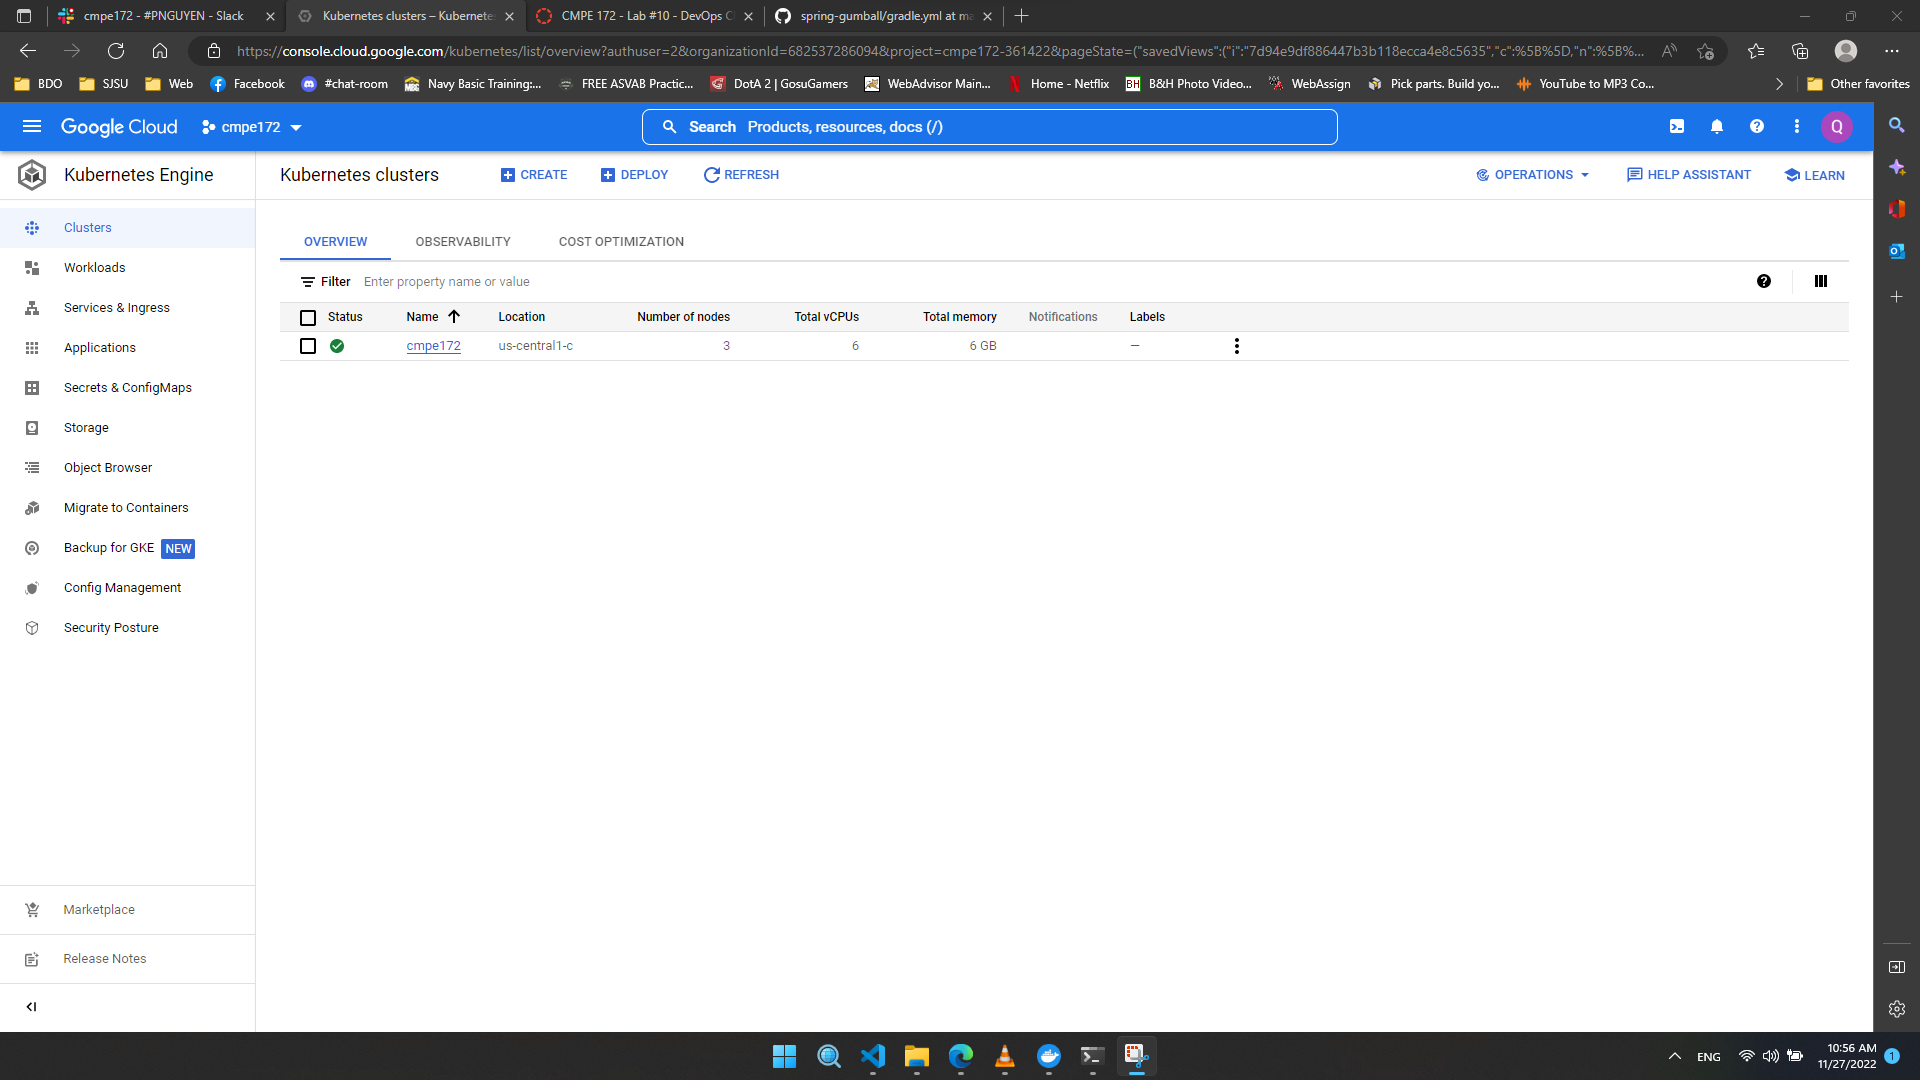 cmpe172 - #PNGUYEN - Slack
Kubernetes clusters – Kubernete
CMPE 172 - Lab #10 - DevOps C
spring-gumball/gradle.yml at ma
https://console.cloud.google.com/kubernetes/list/overview?authuser=2&organizationId=682537286094&project=cmpe172-361422&pageState=("savedViews":("i":"7d94e9df886447b3b118ecca4e8c5635","c":%5B%5D,"n":%5B%...
BDO
SJSU
Web
Facebook
#chat-room
Navy Basic Training:...
FREE ASVAB Practic...
DotA 2 | GosuGamers
WebAdvisor Main...
Home - Netflix
B&H Photo Video...
WebAssign
Pick parts. Build yo...
YouTube to MP3 Co...
Other favorites
Google Cloud
cmpe172
Search Products, resources, docs (/)
Q
Kubernetes Engine
Kubernetes clusters
CREATE
DEPLOY
REFRESH
OPERATIONS
HELP ASSISTANT
LEARN
Clusters
Workloads
Services & Ingress
Applications
Secrets & ConfigMaps
Storage
Object Browser
Migrate to Containers
Backup for GKE NEW
Config Management
Security Posture
Marketplace
Release Notes
OVERVIEW
OBSERVABILITY
COST OPTIMIZATION
Filter Enter property name or value
Status Name Location Number of nodes Total vCPUs Total memory Notifications Labels
cmpe172 us-central1-c 3 6 6 GB —
ENG
10:56 AM
11/27/2022
1